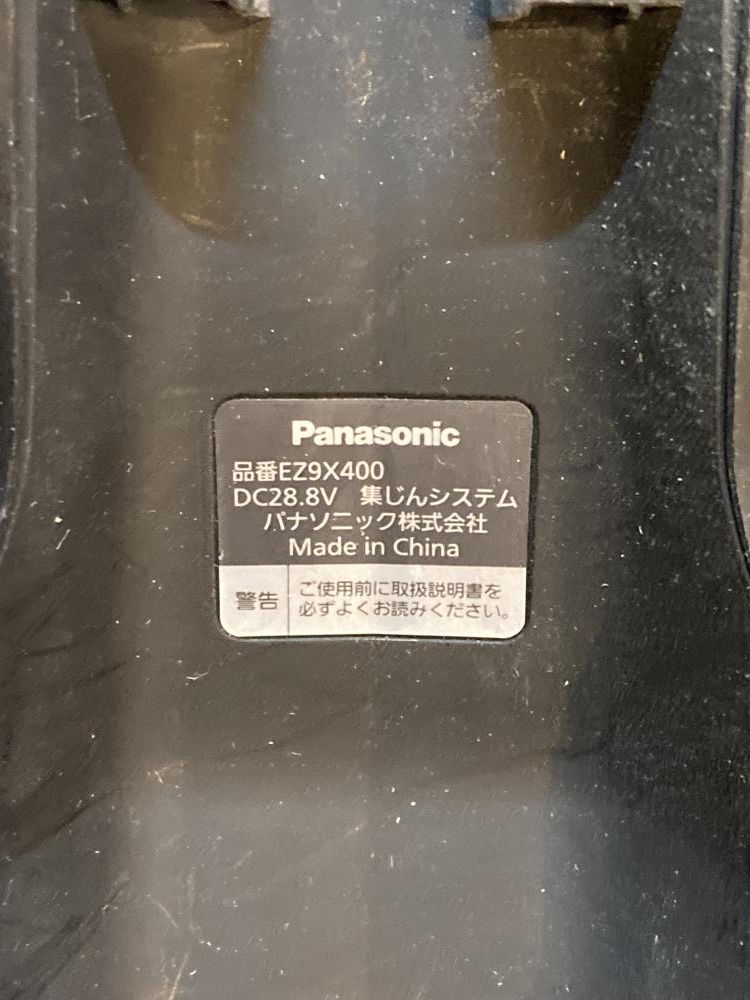 Panasonic
品番EZ9X400
DC28.8V 集じんシステム
パナソニック株式会社
Made in China
警告
ご使用前に取扱説明書を
必ずよくお読みください。